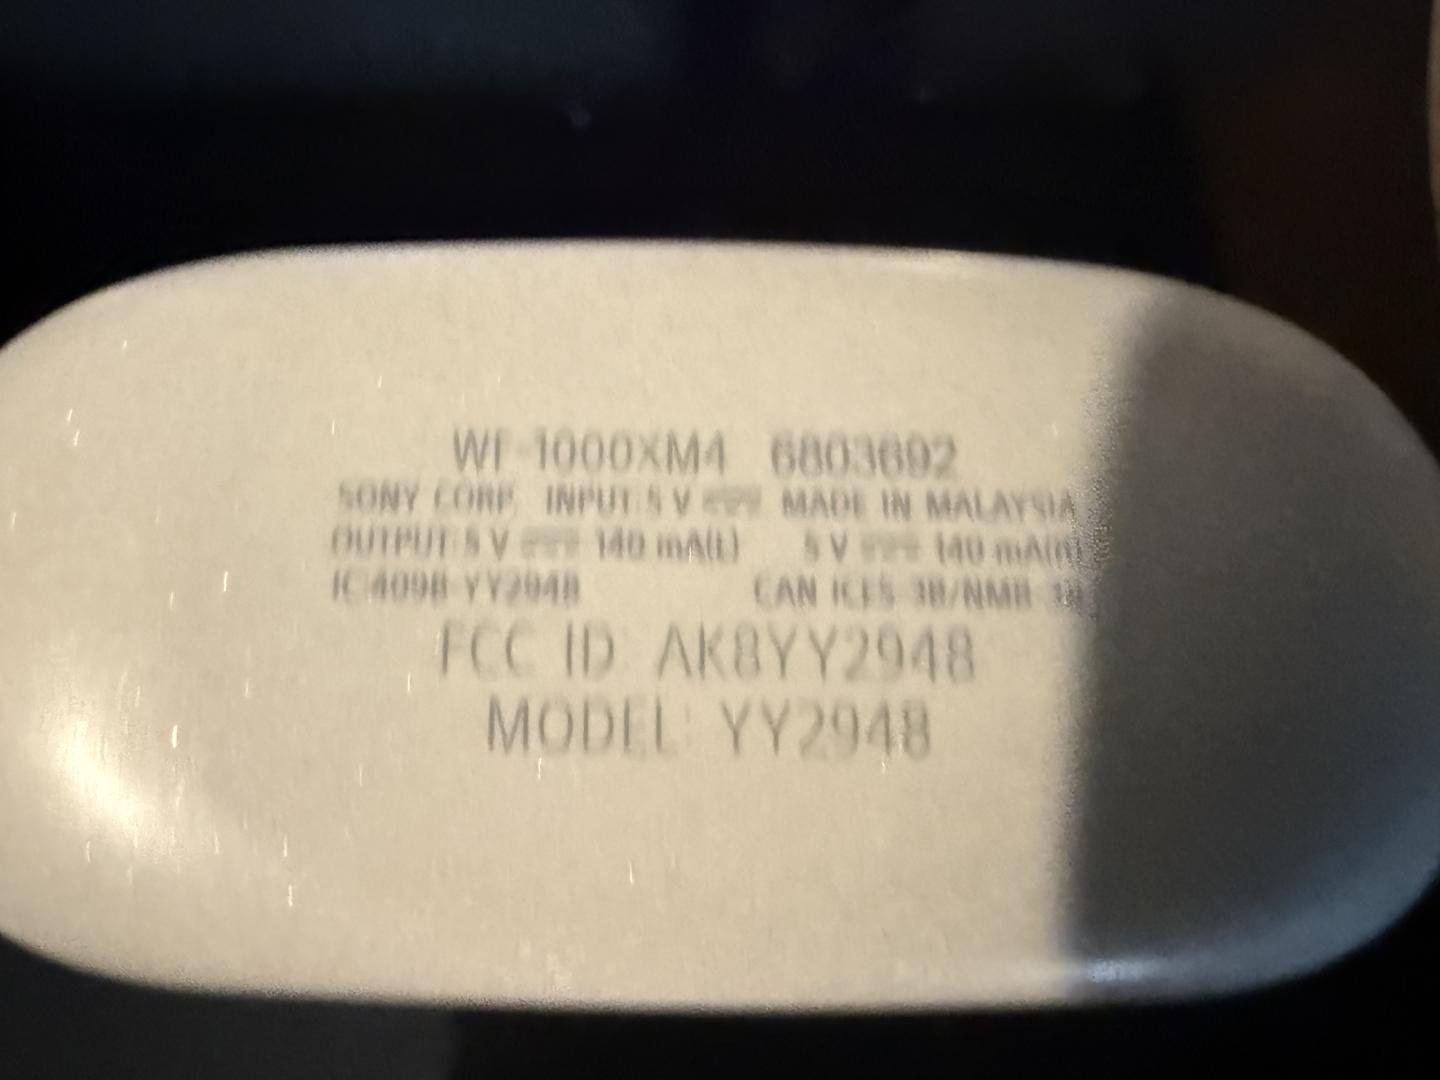 WF-1000XM4 6803692
SONY CORP. INPUT:5 V ⎓ MADE IN MALAYSIA
OUTPUT:5 V ⎓ 140 mA(L) 5 V ⎓ 140 mA(R)
IC:409B-YY2948 CAN ICES-3B/NMB-3B
FCC ID: AK8YY2948
MODEL: YY2948